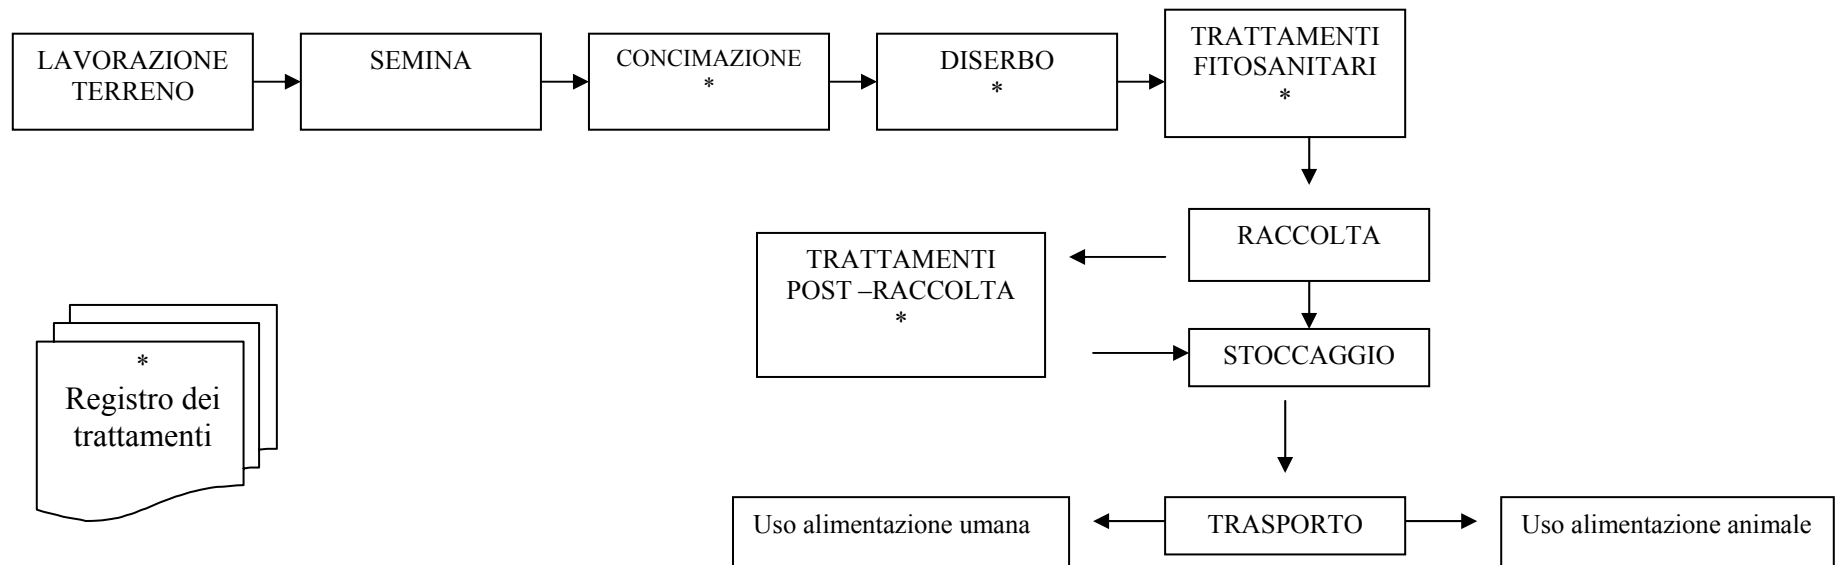 LAVORAZIONE
TERRENO
SEMINA
CONCIMAZIONE
*
DISERBO
*
TRATTAMENTI
FITOSANITARI
*
RACCOLTA
TRATTAMENTI
POST –RACCOLTA
*
STOCCAGGIO
*
Registro dei
trattamenti
Uso alimentazione umana
TRASPORTO
Uso alimentazione animale